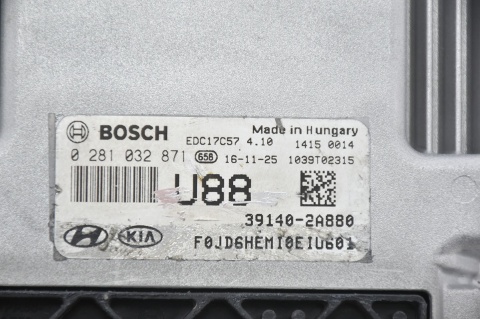 BOSCH EDC17C57 4.10 Made in Hungary
1415 0014
0 281 032 871 658 16-11-25 1039T02315
U88
39140-2A880
KIA F0JD6HEMI0EIU601